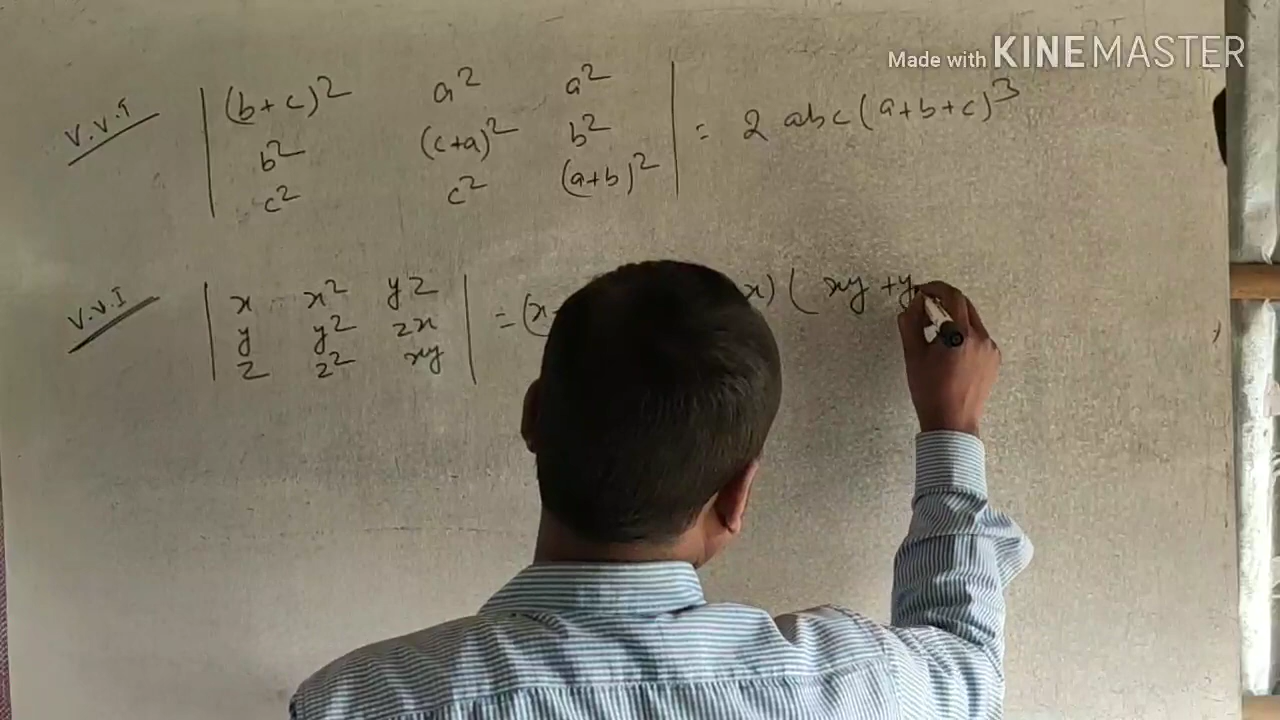 Made with KINEMASTER
V.V.I
(b+c)² a² a²
b² (c+a)² b² = 2abc(a+b+c)³
c² c² (a+b)²
V.V.I
x x² yz
y y² zx = (x- x)(xy+y
z z² xy